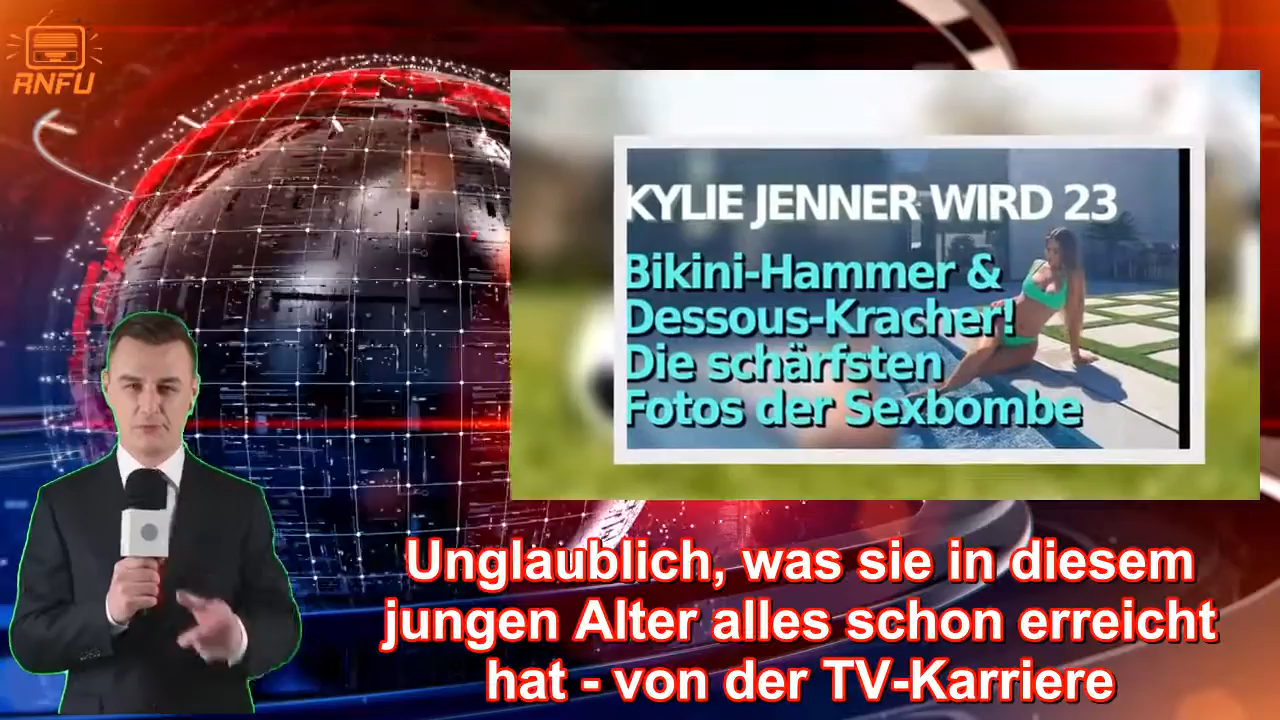 RNFU
KYLIE JENNER WIRD 23
Bikini-Hammer &
Dessous-Kracher!
Die schärfsten
Fotos der Sexbombe
Unglaublich, was sie in diesem
jungen Alter alles schon erreicht
hat - von der TV-Karriere